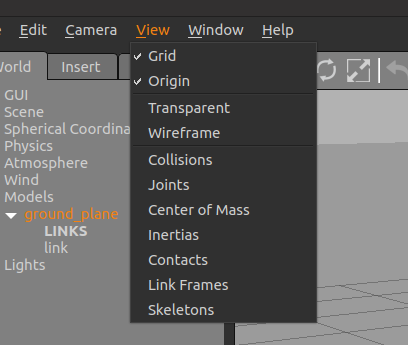 Edit Camera View Window Help
World Insert
Grid
Origin
Transparent
Wireframe
Collisions
Joints
Center of Mass
Inertias
Contacts
Link Frames
Skeletons
GUI
Scene
Spherical Coordina
Physics
Atmosphere
Wind
Models
ground_plane
LINKS
link
Lights